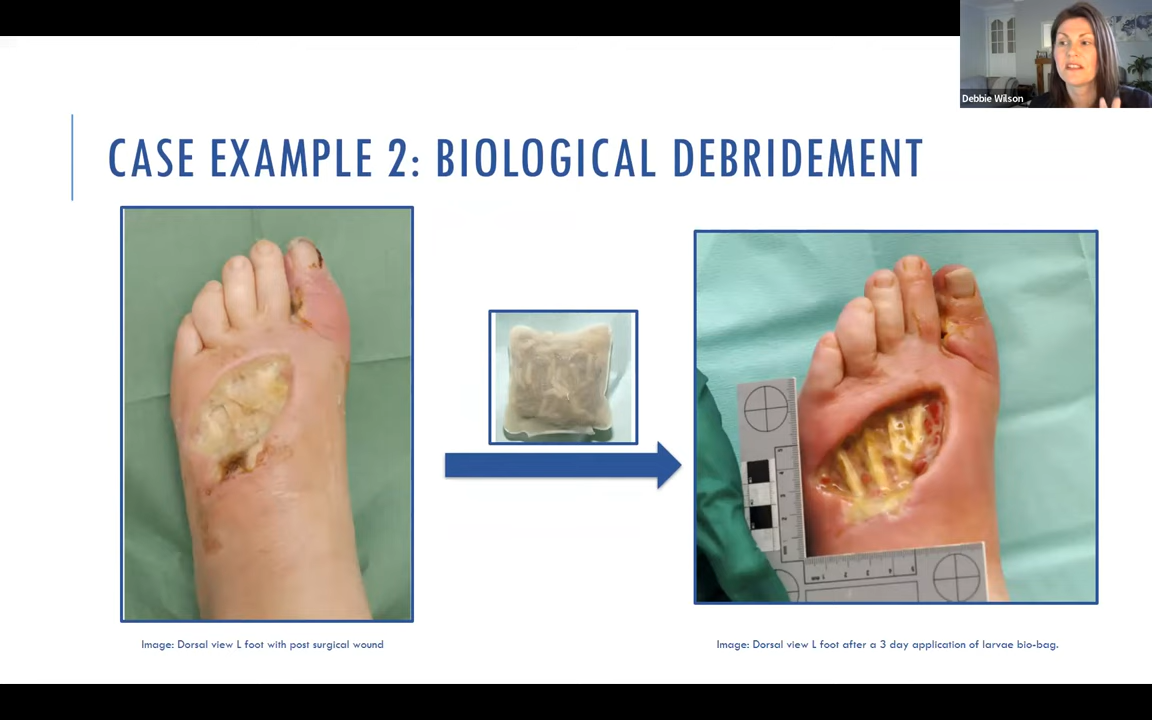 Debbie Wilson
CASE EXAMPLE 2: BIOLOGICAL DEBRIDEMENT
Image: Dorsal view L foot with post surgical wound
Image: Dorsal view L foot after a 3 day application of larvae bio-bag.